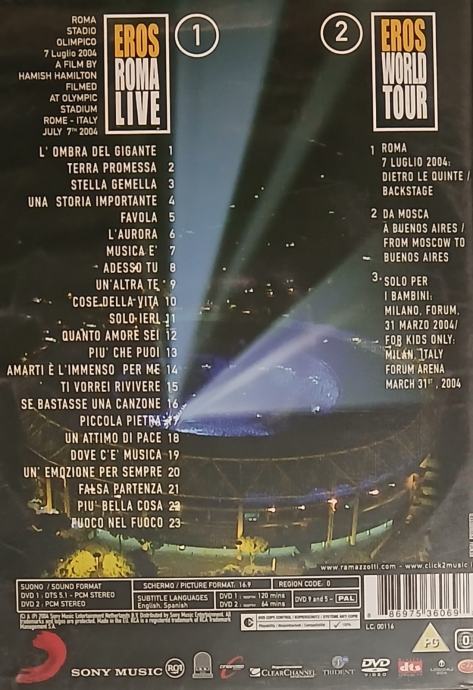 ROMA
STADIO
OLIMPICO
7 Luglio 2004
A FILM BY
HAMISH HAMILTON
FILMED
AT OLYMPIC
STADIUM
ROME - ITALY
JULY 7TH 2004
EROS
ROMA
LIVE
1
L' OMBRA DEL GIGANTE 1
TERRA PROMESSA 2
STELLA GEMELLA 3
UNA STORIA IMPORTANTE 4
FAVOLA 5
L'AURORA 6
MUSICA E' 7
ADESSO TU 8
UN'ALTRA TE 9
COSE DELLA VITA 10
SOLO IERI 11
QUANTO AMORE SEI 12
PIU' CHE PUOI 13
AMARTI È L'IMMENSO PER ME 14
TI VORREI RIVIVERE 15
SE BASTASSE UNA CANZONE 16
PICCOLA PIETRA 17
UN ATTIMO DI PACE 18
DOVE C'E' MUSICA 19
UN' EMOZIONE PER SEMPRE 20
FALSA PARTENZA 21
PIU' BELLA COSA 22
FUOCO NEL FUOCO 23
2
EROS
WORLD
TOUR
1 ROMA
7 LUGLIO 2004:
DIETRO LE QUINTE /
BACKSTAGE
2 DA MOSCA
A BUENOS AIRES /
FROM MOSCOW TO
BUENOS AIRES
3. SOLO PER
I BAMBINI:
MILANO, FORUM,
31 MARZO 2004/
FOR KIDS ONLY:
MILAN, ITALY
FORUM ARENA
MARCH 31ST, 2004
www.ramazzotti.com - www.click2music.i
SUONO / SOUND FORMAT
DVD 1: DTS 5.1 - PCM STEREO
DVD 2: PCM STEREO
SCHERMO / PICTURE FORMAT: 16:9
SUBTITLE LANGUAGES
English, Spanish
REGION CODE: 0
DVD 1: 120 mins
DVD 2: 64 mins
DVD 9 and 5 - PAL
LC: 00116
8 86975 36069
PG
SONY MUSIC
RCA
CLEARCHANNEL
TRIDENT
DVD
VIDEO
dts